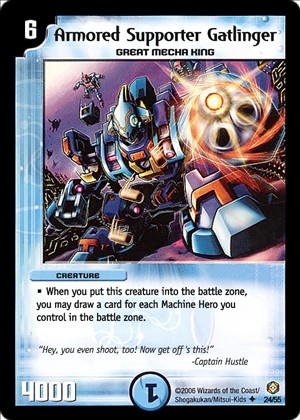 6 Armored Supporter Gatlinger
GREAT MECHA KING
CREATURE
▪ When you put this creature into the battle zone,
you may draw a card for each Machine Hero you
control in the battle zone.
"Hey, you even shoot, too! Now get off 's this!"
-Captain Hustle
4000
1
©2006 Wizards of the Coast/
Shogakukan/Mitsui-Kids ♦ 24/55